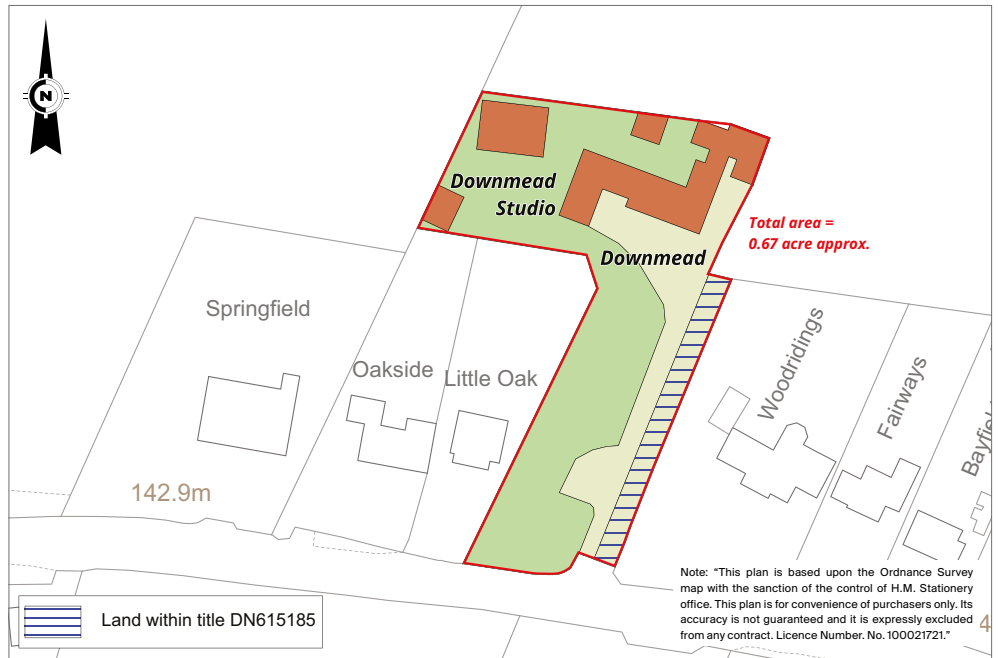 N
Downmead
Studio
Total area =
0.67 acre approx.
Downmead
Springfield
Oakside
Little Oak
Woodridings
Fairways
142.9m
Note: “This plan is based upon the Ordnance Survey
map with the sanction of the control of H.M. Stationery
office. This plan is for convenience of purchasers only. Its
accuracy is not guaranteed and it is expressly excluded
from any contract. Licence Number. No. 100021721.”
4
Land within title DN615185